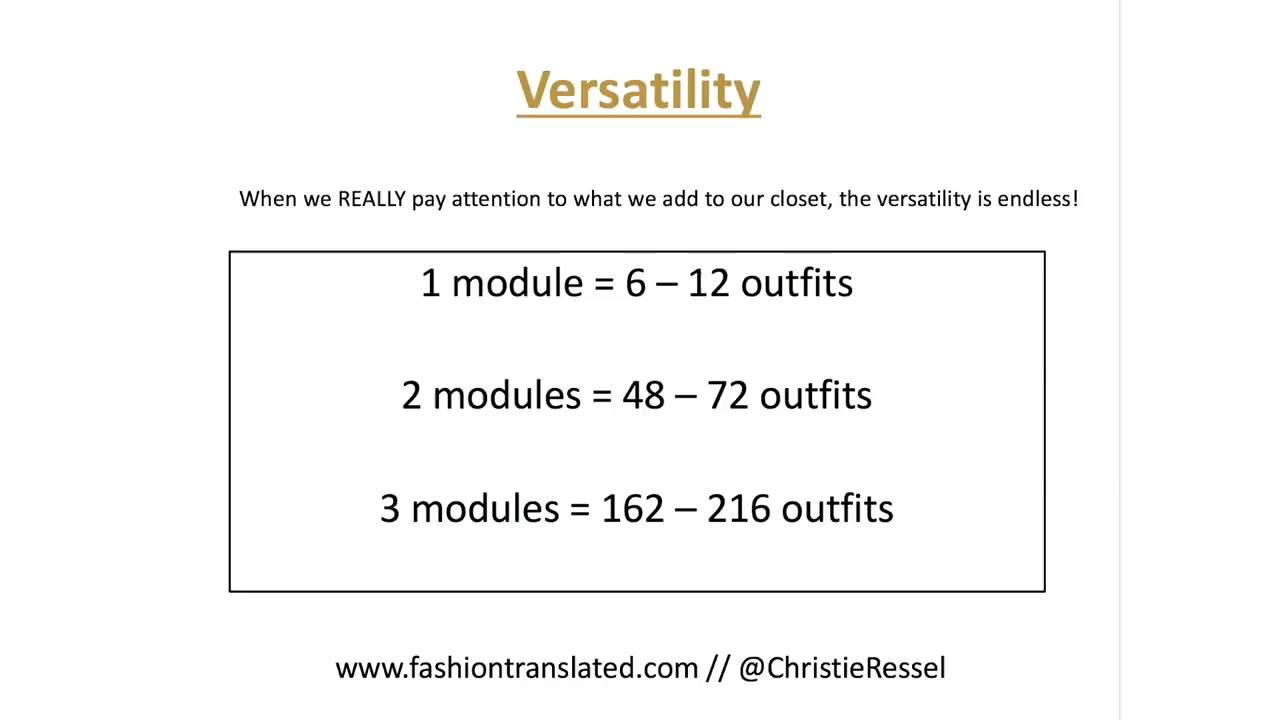 Versatility
When we REALLY pay attention to what we add to our closet, the versatility is endless!
1 module = 6 – 12 outfits
2 modules = 48 – 72 outfits
3 modules = 162 – 216 outfits
www.fashiontranslated.com // @ChristieRessel